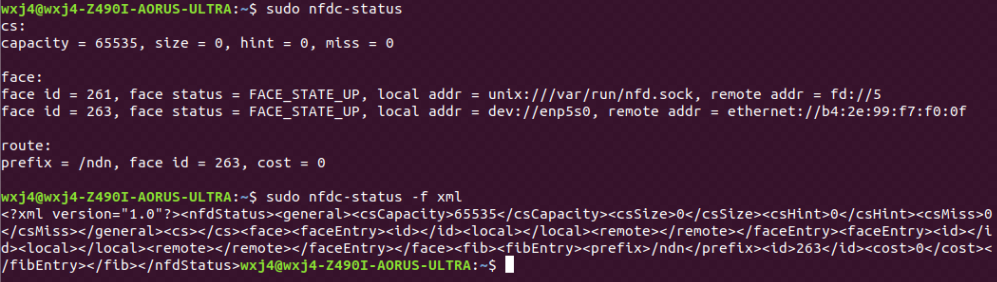 wxj4@wxj4-Z490I-AORUS-ULTRA:~$ sudo nfdc-status
cs:
capacity = 65535, size = 0, hint = 0, miss = 0
face:
face id = 261, face status = FACE_STATE_UP, local addr = unix:///var/run/nfd.sock, remote addr = fd://5
face id = 263, face status = FACE_STATE_UP, local addr = dev://enp5s0, remote addr = ethernet://b4:2e:99:f7:f0:0f
route:
prefix = /ndn, face id = 263, cost = 0
wxj4@wxj4-Z490I-AORUS-ULTRA:~$ sudo nfdc-status -f xml
<?xml version="1.0"?><nfdStatus><general><csCapacity>65535</csCapacity><csSize>0</csSize><csHint>0</csHint><csMiss>0
</csMiss></general><cs></cs><face><faceEntry><id></id><local></local><remote></remote></faceEntry><faceEntry><id></i
d><local></local><remote></remote></faceEntry></face><fib><fibEntry><prefix>/ndn</prefix><id>263</id><cost>0</cost><
/fibEntry></fib></nfdStatus>wxj4@wxj4-Z490I-AORUS-ULTRA:~$